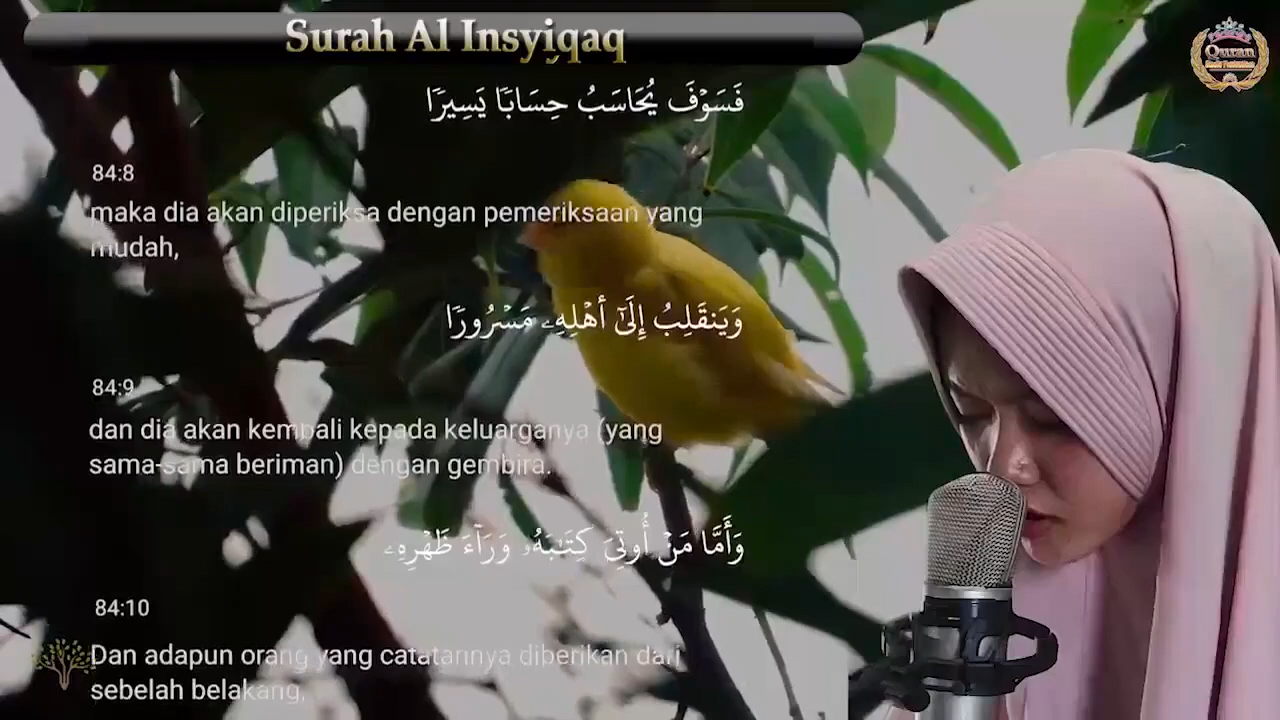 Surah Al Insyiqaq
Quran
فَسَوْفَ يُحَاسَبُ حِسَابًا يَسِيرًا
84:8
maka dia akan diperiksa dengan pemeriksaan yang
mudah,
وَيَنقَلِبُ إِلَىٰٓ أَهْلِهِۦ مَسْرُورًا
84:9
dan dia akan kembali kepada keluarganya (yang
sama-sama beriman) dengan gembira.
وَأَمَّا مَنْ أُوتِىَ كِتَـٰبَهُۥ وَرَآءَ ظَهْرِهِۦ
84:10
Dan adapun orang yang catatannya diberikan dari
sebelah belakang,